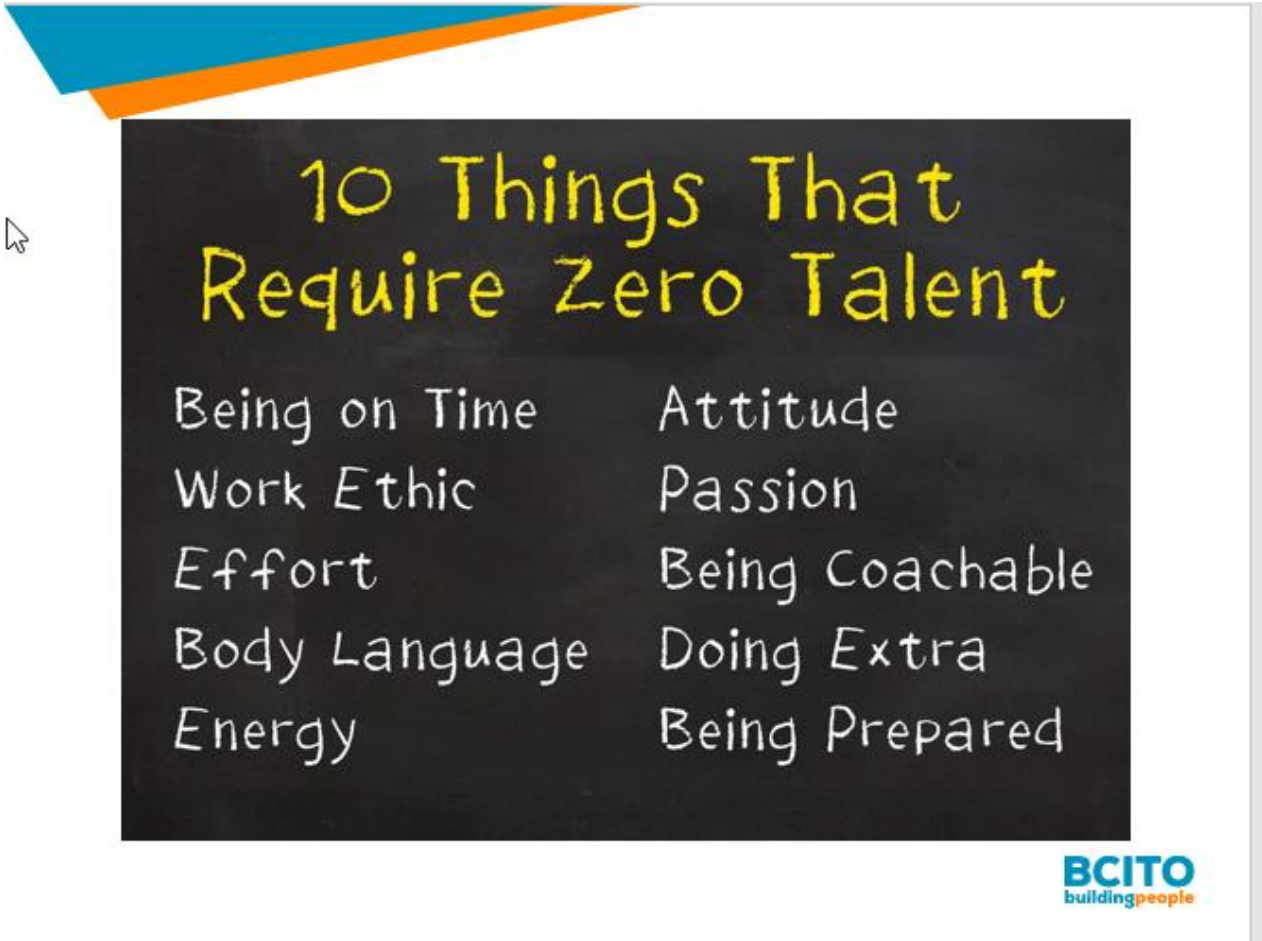 10 Things That
Require Zero Talent
Being on Time
Work Ethic
Effort
Body Language
Energy
Attitude
Passion
Being Coachable
Doing Extra
Being Prepared
BCITO
buildingpeople